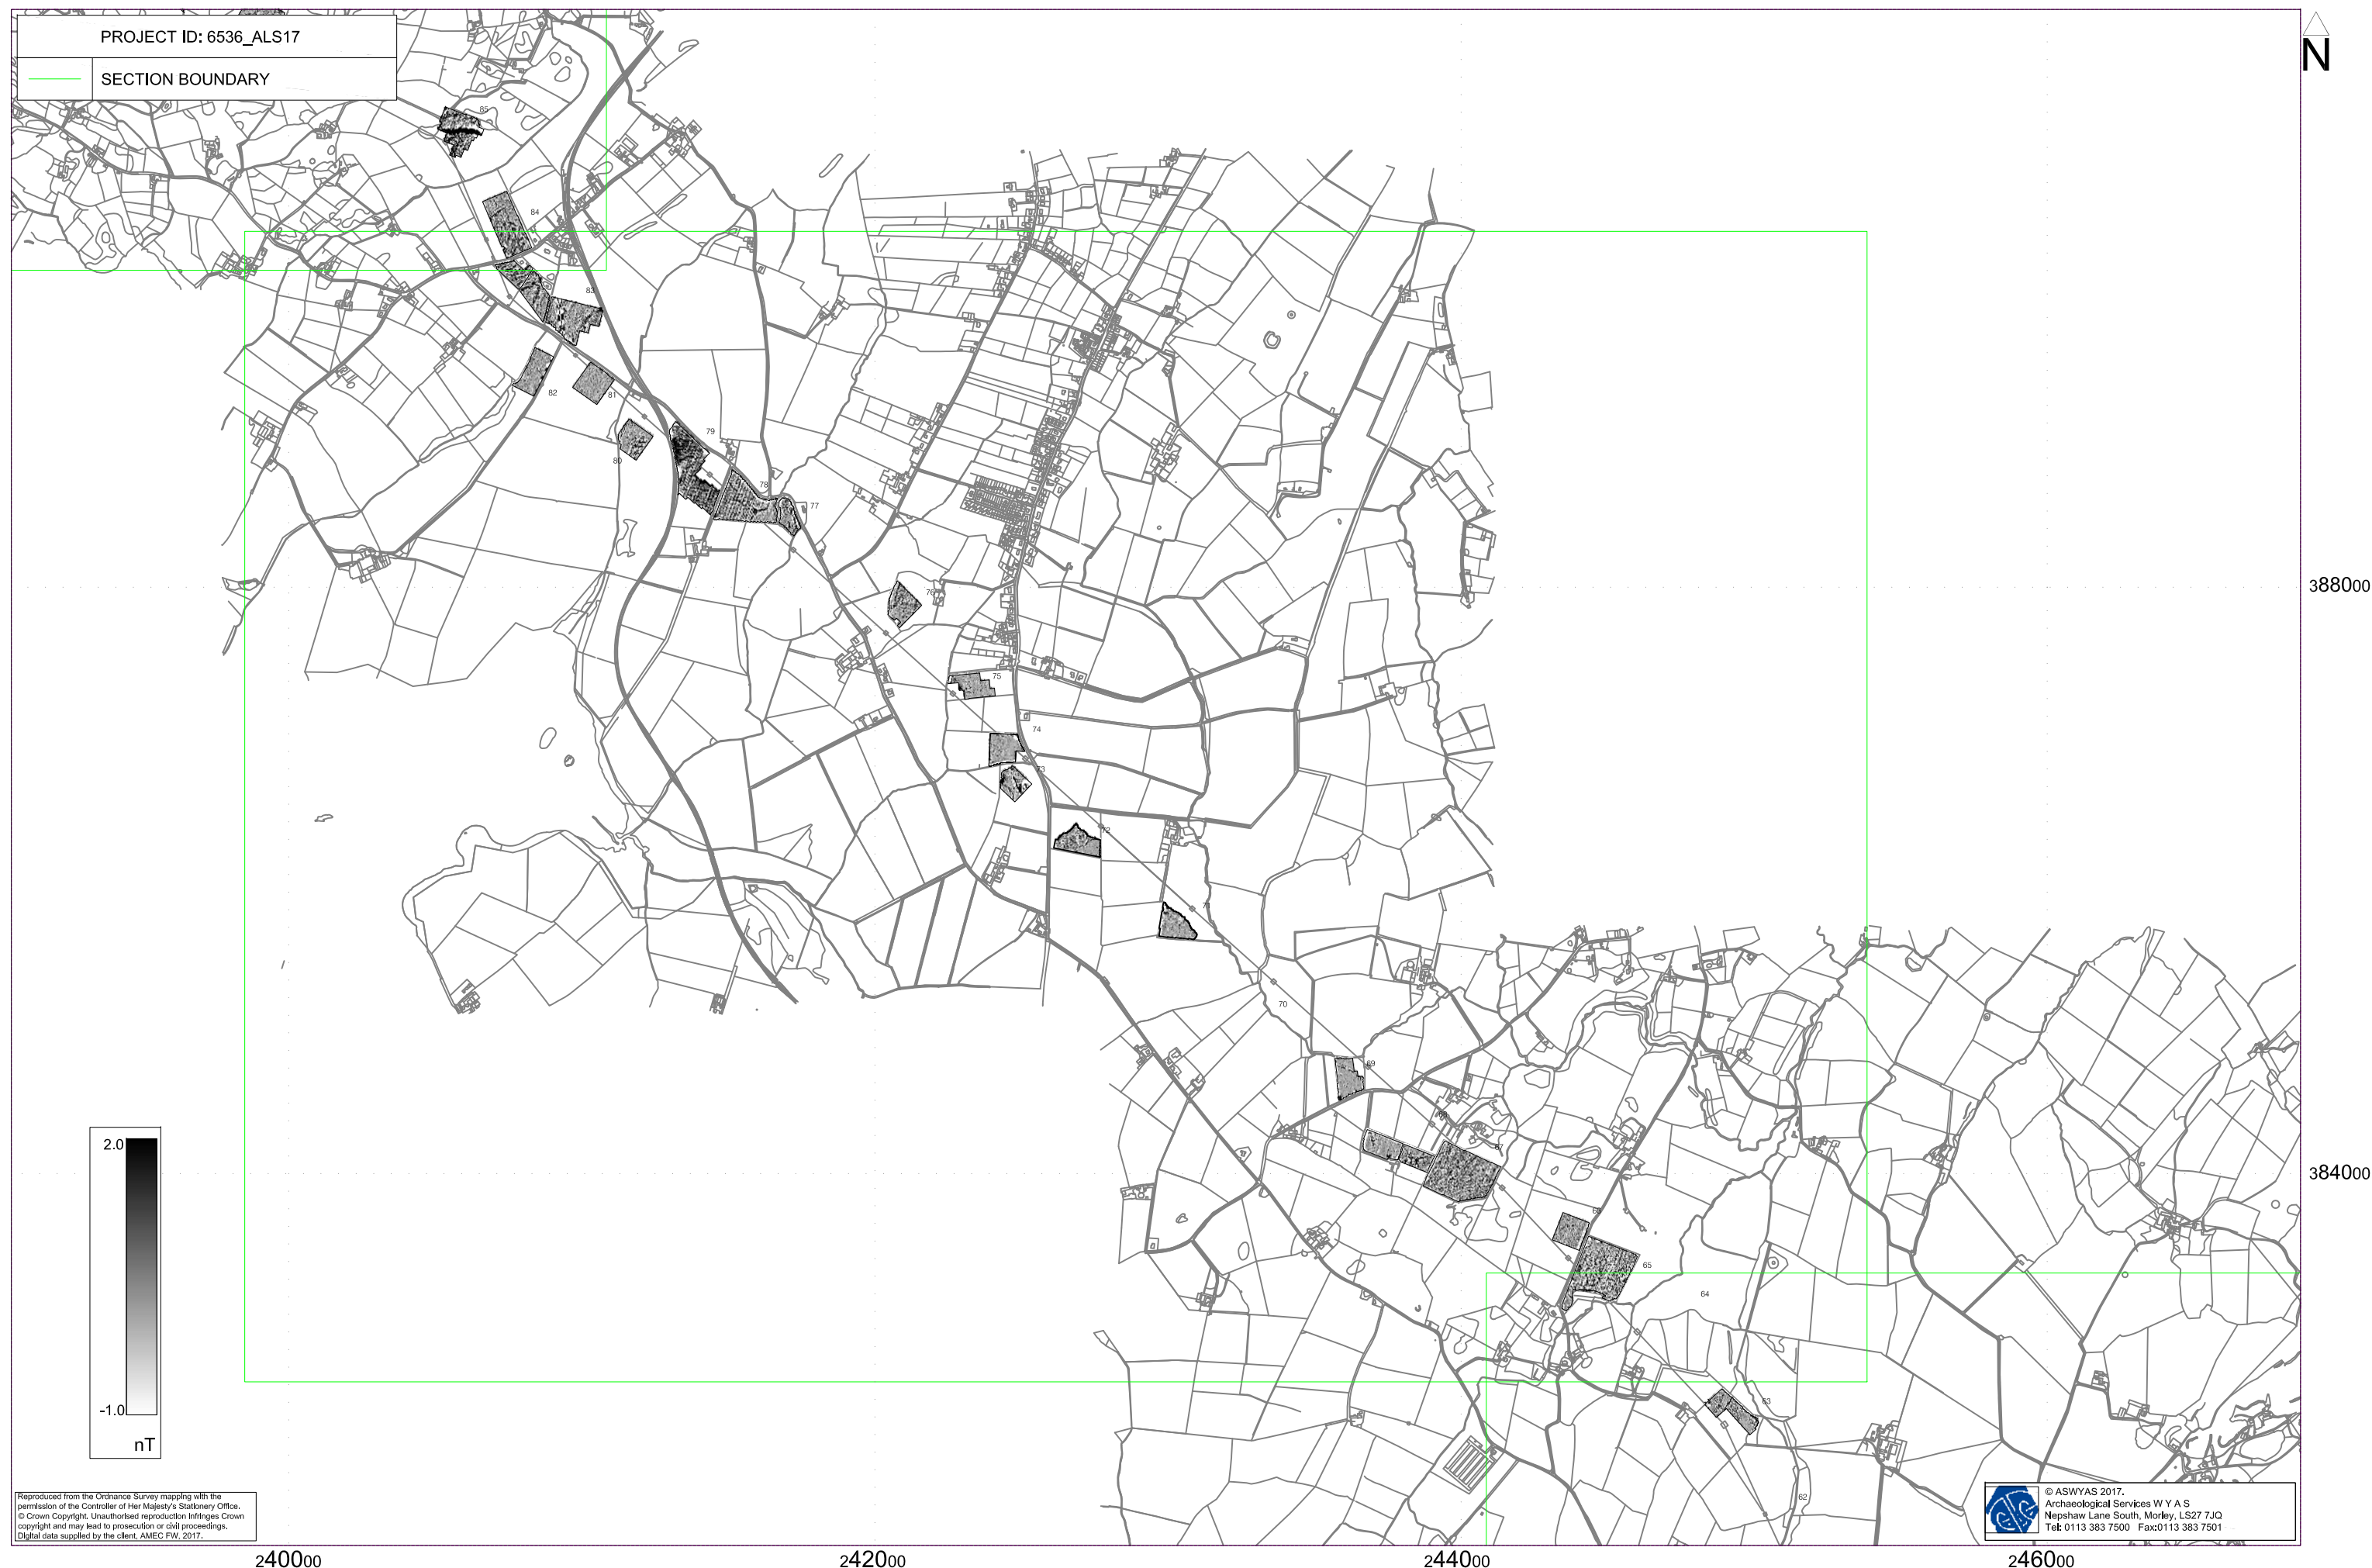 PROJECT ID: 6536_ALS17
SECTION BOUNDARY
N
85
84
83
82
81
79
80
78
77
76
388000
75
74
73
72
71
70
69
68
67
384000
65
64
63
62
2.0
-1.0
nT
Reproduced from the Ordnance Survey mapping with the
permission of the Controller of Her Majesty's Stationery Office.
© Crown Copyright. Unauthorised reproduction infringes Crown
copyright and may lead to prosecution or civil proceedings.
Digital data supplied by the client, AMEC FW, 2017.
© ASWYAS 2017.
Archaeological Services W Y A S
Nepshaw Lane South, Morley, LS27 7JQ
Tel: 0113 383 7500 Fax:0113 383 7501
240000
242000
244000
246000